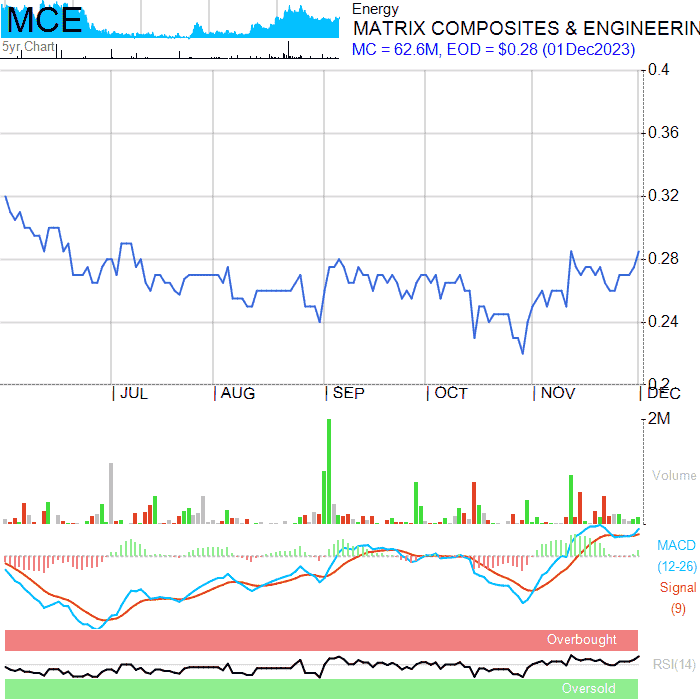 MCE
Energy
MATRIX COMPOSITES & ENGINEERIN
5yr Chart
MC = 62.6M, EOD = $0.28 (01Dec2023)
0.4
0.36
0.32
0.28
0.24
0.2
JUL AUG SEP OCT NOV DEC
2M
Volume
MACD
(12-26)
Signal
(9)
Overbought
RSI(14)
Oversold